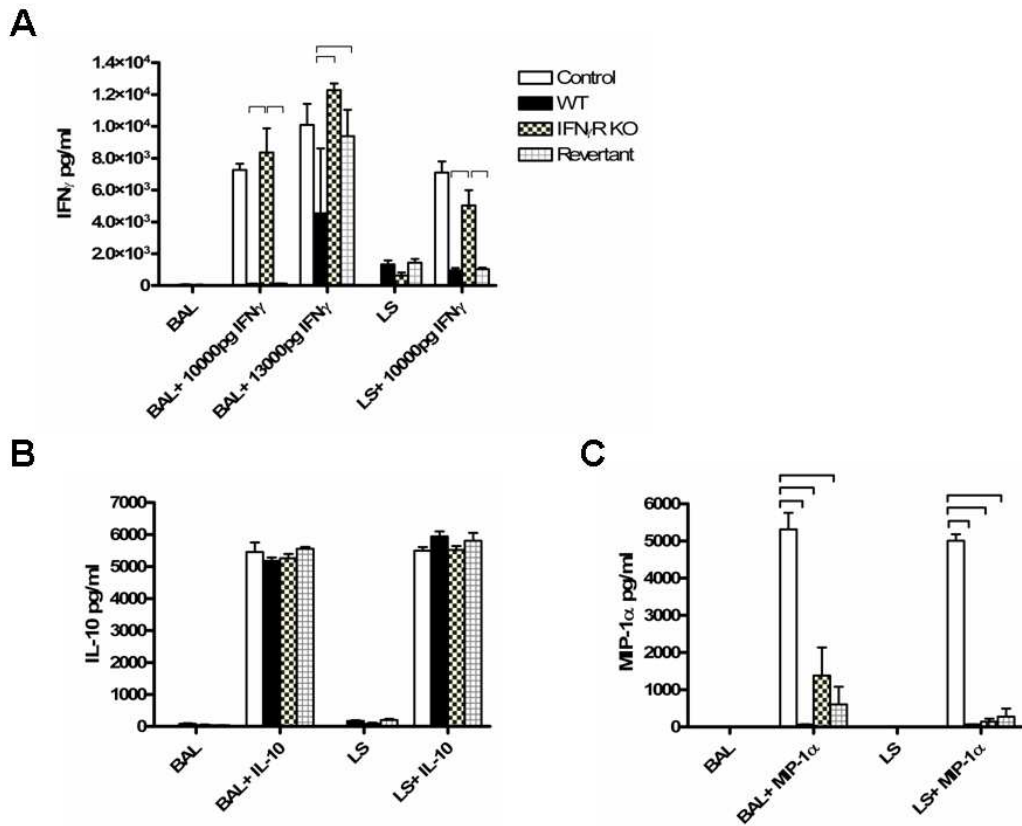 A
IFNγ pg/ml
1.4×10⁴
1.2×10⁴
1.0×10⁴
8.0×10³
6.0×10³
4.0×10³
2.0×10³
0
BAL
BAL+ 10000pg IFNγ
BAL+ 13000pg IFNγ
LS
LS+ 10000pg IFNγ
Control
WT
IFNγR KO
Revertant
B
IL-10 pg/ml
7000
6000
5000
4000
3000
2000
1000
0
BAL
BAL+ IL-10
LS
LS+ IL-10
C
MIP-1α pg/ml
6000
5000
4000
3000
2000
1000
0
BAL
BAL+ MIP-1α
LS
LS+ MIP-1α